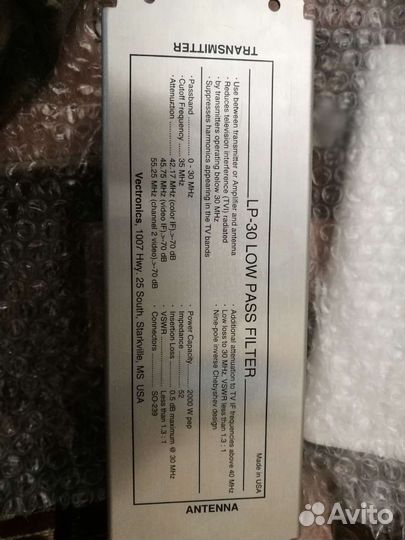 TRANSMITTER
LP-30 LOW PASS FILTER
Made in USA
· Use between transmitter or Amplifier and antenna
· Reduces television interference (TVI) radiated
· by transmitters operating below 30 MHz
· Suppresses harmonics appearing in the TV bands
· Additional attenuation to TV IF frequencies above 40 MHz
· Low loss to 30 MHz, VSWR less than 1.3 : 1
· Nine-pole inverse Chebyshev design
· Passband .............. 0 - 30 MHz
· Cutoff Frequency ...... 35 MHz
· Attenuction ........... 42.17 MHz (color IF).>-70 dB
45.75 MHz (video IF).>-70 dB
55.25 MHz (channel 2 video).>-70 dB
· Power Capacity ........ 2000 W pep
· Impedance ............. 52
· Insertion Loss ........ 0.5 dB maximum @ 30 MHz
· VSWR .................. Less than 1.3 : 1
· Connectors ............ SO-239
Vectronics, 1007 Hwy. 25 South, Starkville, MS USA
ANTENNA
Avito